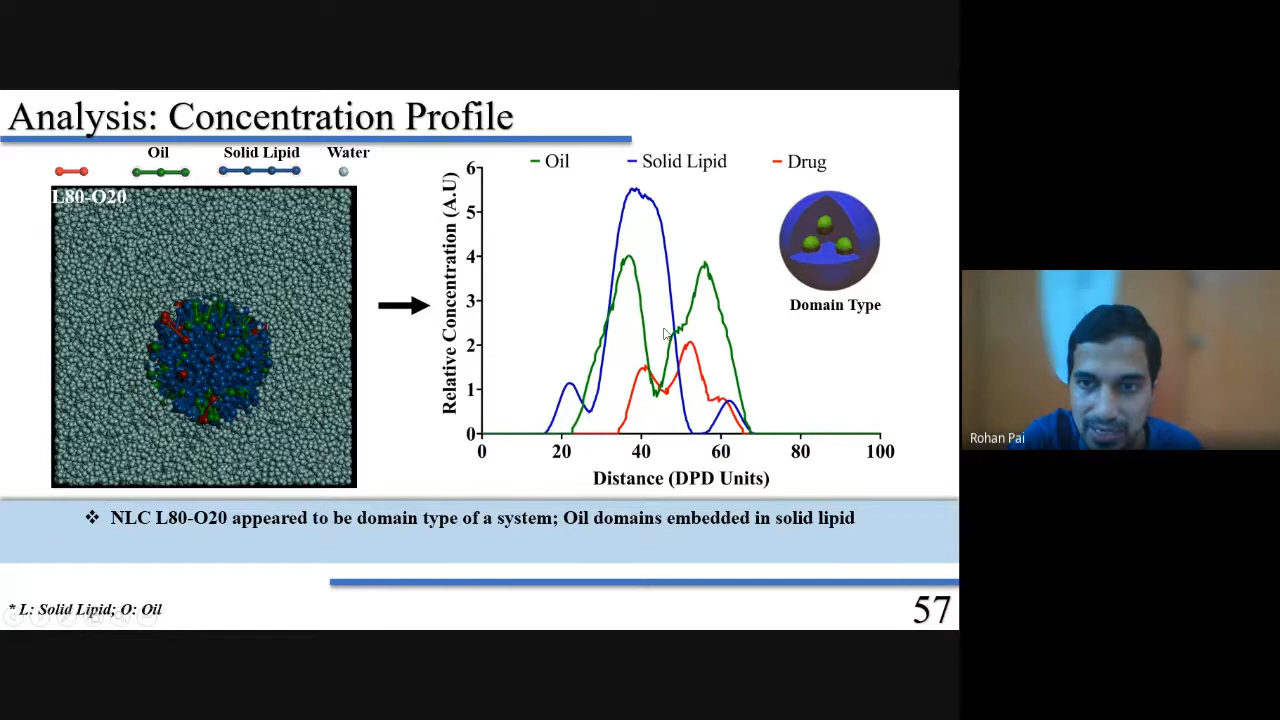 Analysis: Concentration Profile
Oil Solid Lipid Water
L80-O20
Oil Solid Lipid Drug
Relative Concentration (A.U)
6
5
4
3
2
1
0
0 20 40 60 80 100
Distance (DPD Units)
Domain Type
❖ NLC L80-O20 appeared to be domain type of a system; Oil domains embedded in solid lipid
* L: Solid Lipid; O: Oil
57
Rohan Pai